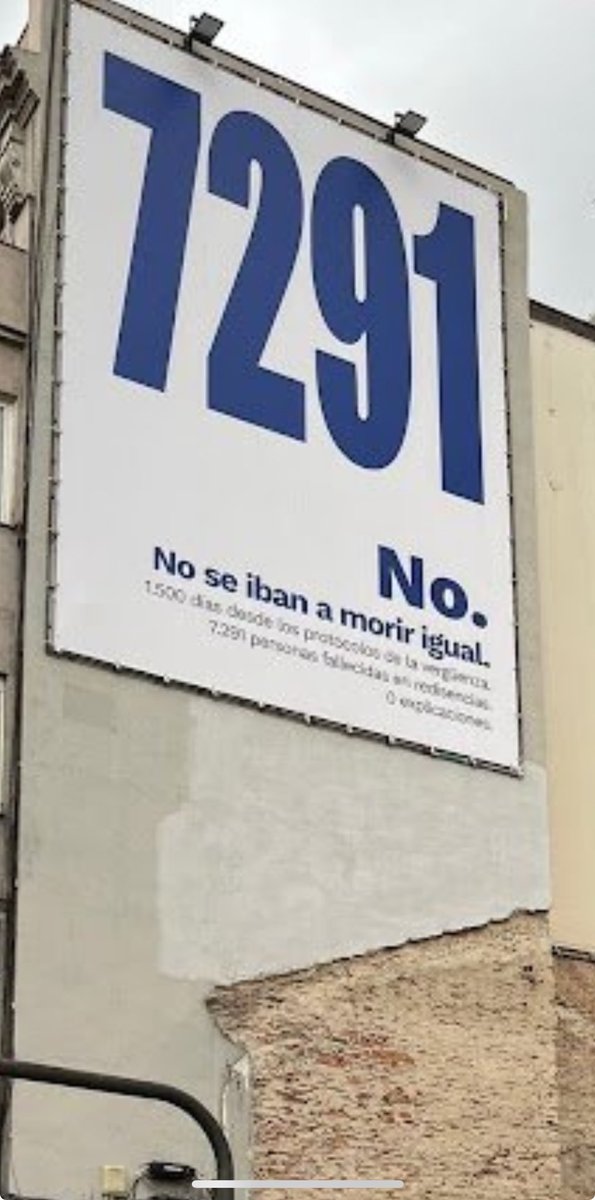 7291
No.
No se iban a morir igual.
1.500 días desde los protocolos de la vergüenza.
7.291 personas fallecidas en redisencias.
0 explicaciones.